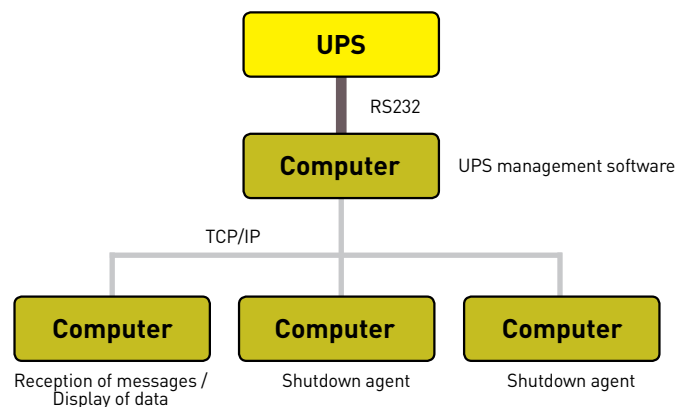 UPS
RS232
Computer
UPS management software
TCP/IP
Computer
Computer
Computer
Reception of messages /
Display of data
Shutdown agent
Shutdown agent